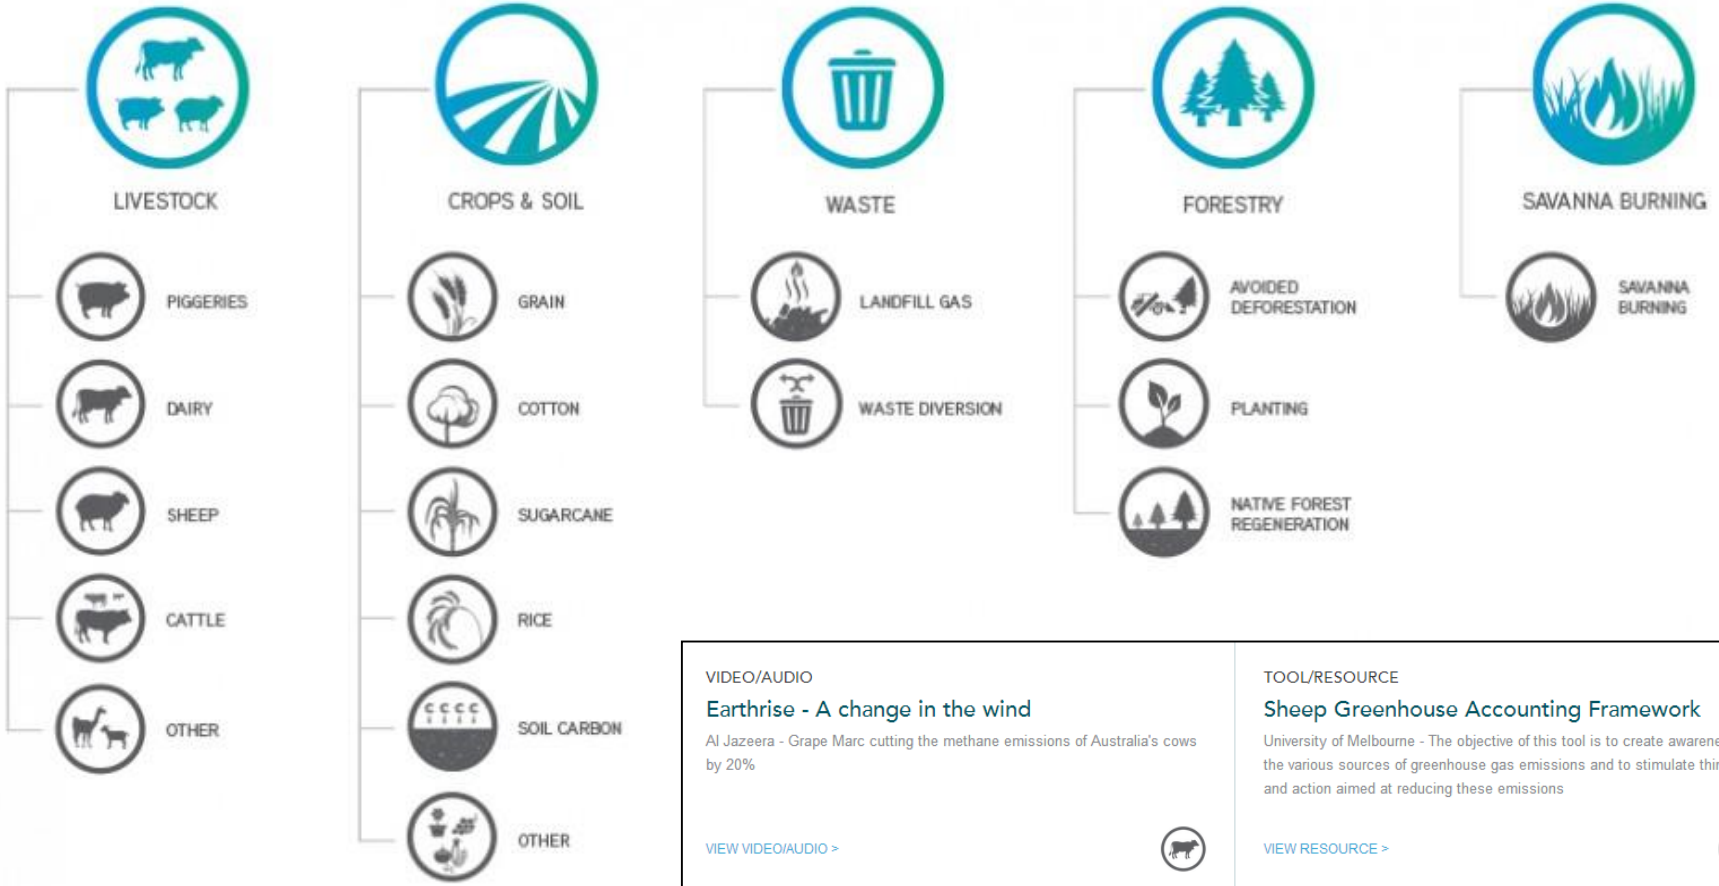 LIVESTOCK
PIGGERIES
DAIRY
SHEEP
CATTLE
OTHER
CROPS & SOIL
GRAIN
COTTON
SUGARCANE
RICE
SOIL CARBON
OTHER
WASTE
LANDFILL GAS
WASTE DIVERSION
FORESTRY
AVOIDED
DEFORESTATION
PLANTING
NATIVE FOREST
REGENERATION
SAVANNA BURNING
SAVANNA
BURNING
VIDEO/AUDIO
Earthrise - A change in the wind
Al Jazeera - Grape Marc cutting the methane emissions of Australia's cows
by 20%
VIEW VIDEO/AUDIO >
TOOL/RESOURCE
Sheep Greenhouse Accounting Framework
University of Melbourne - The objective of this tool is to create
the various sources of greenhouse gas emissions and to stimulate
and action aimed at reducing these emissions
VIEW RESOURCE >
C C C C